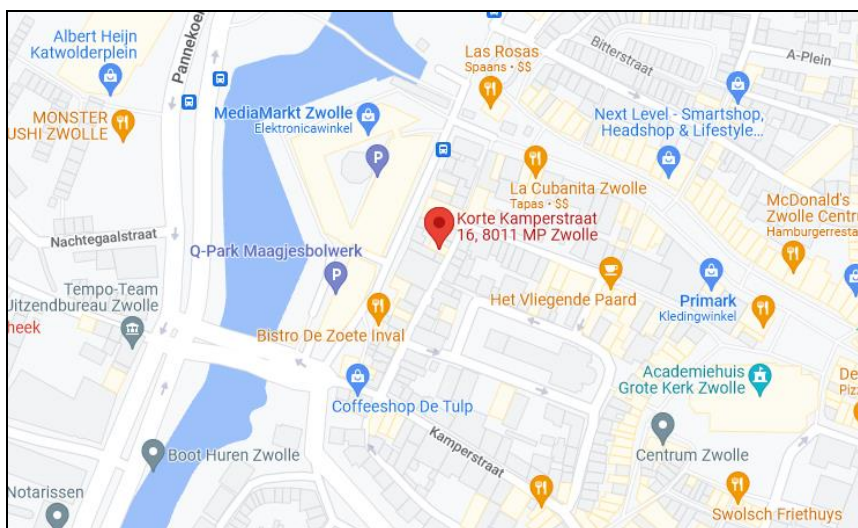 Albert Heijn
Katwolderplein
Pannekoe
Las Rosas
Spaans • $$
Bitterstraat
A-Plein
MONSTER
USHI ZWOLLE
MediaMarkt Zwolle
Elektronicawinkel
Next Level - Smartshop,
Headshop & Lifestyle...
La Cubanita Zwolle
Tapas • $$
McDonald's
Zwolle Centr
Hamburgerresta
Korte Kamperstraat
16, 8011 MP Zwolle
Nachtegaalstraat
Q-Park Maagjesbolwerk
Tempo-Team
Uitzendbureau Zwolle
heek
Het Vliegende Paard
Primark
Kledingwinkel
Bistro De Zoete Inval
Academiehuis
Grote Kerk Zwolle
De
Piz
Coffeeshop De Tulp
Kamperstraat
Boot Huren Zwolle
Centrum Zwolle
Notarissen
Swolsch Friethuys